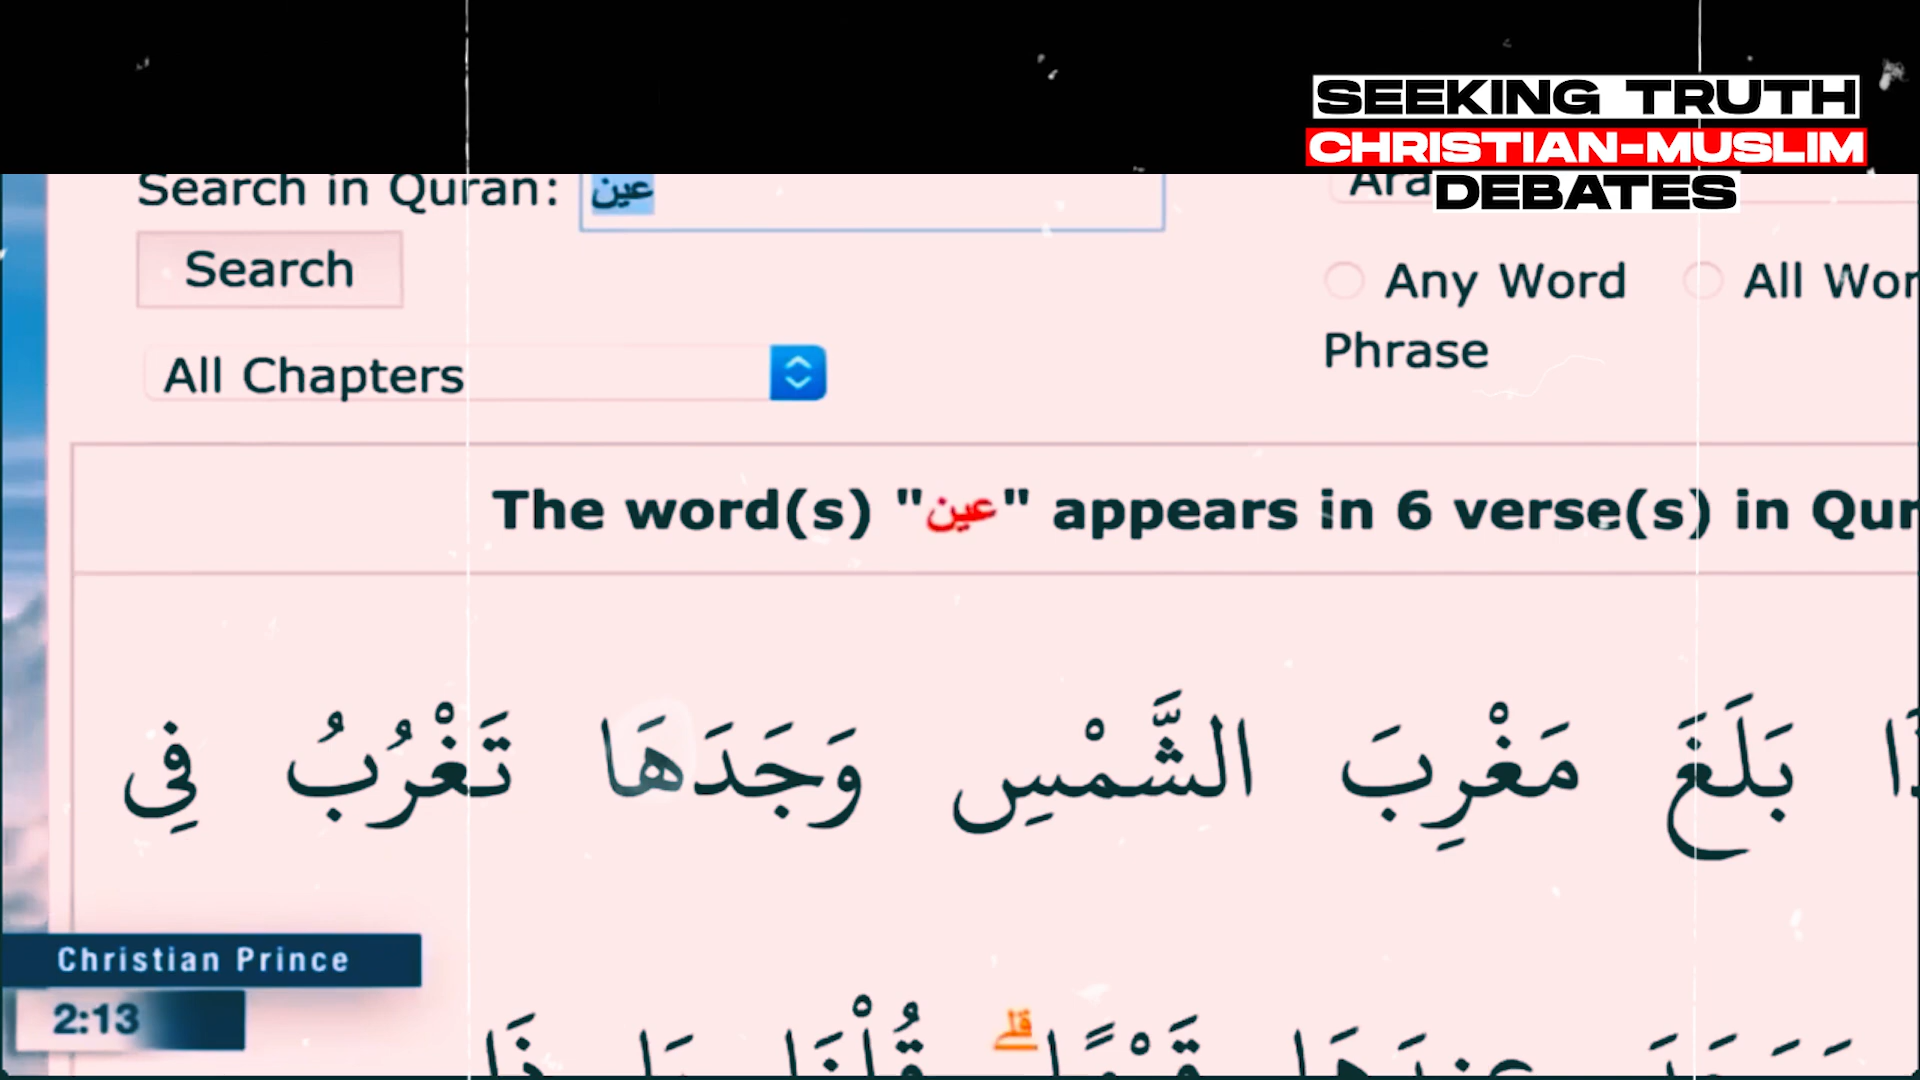 SEEKING TRUTH
CHRISTIAN-MUSLIM
DEBATES
Search in Quran: عين
Search
Any Word All Wor
Phrase
All Chapters
The word(s) "عين" appears in 6 verse(s) in Qur
بَلَغَ مَغْرِبَ الشَّمْسِ وَجَدَهَا تَغْرُبُ فِى
Christian Prince
2:13